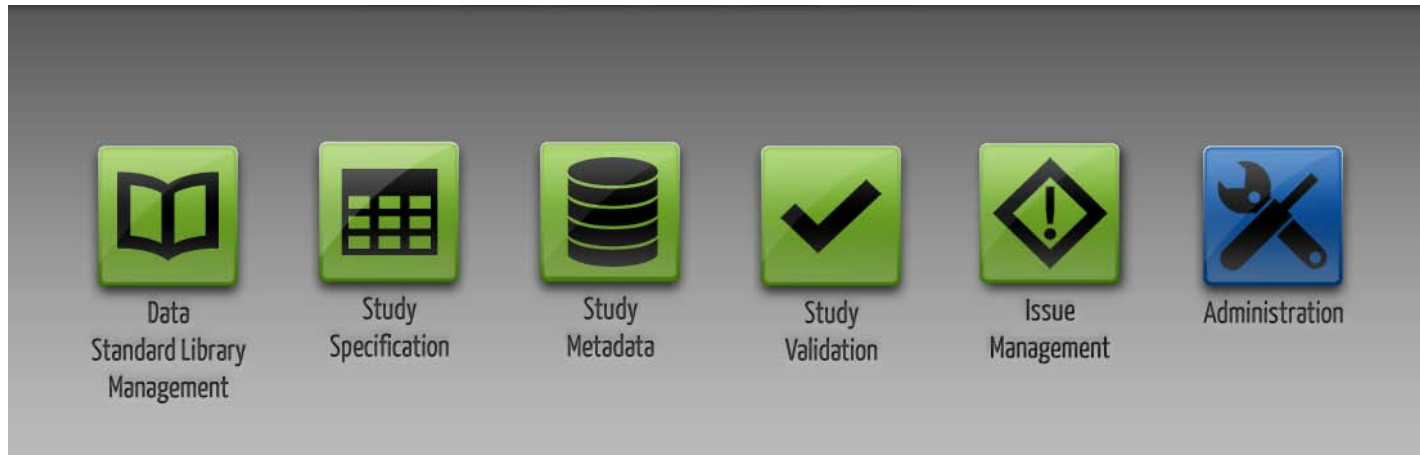 Data
Standard Library
Management
Study
Specification
Study
Metadata
Study
Validation
Issue
Management
Administration